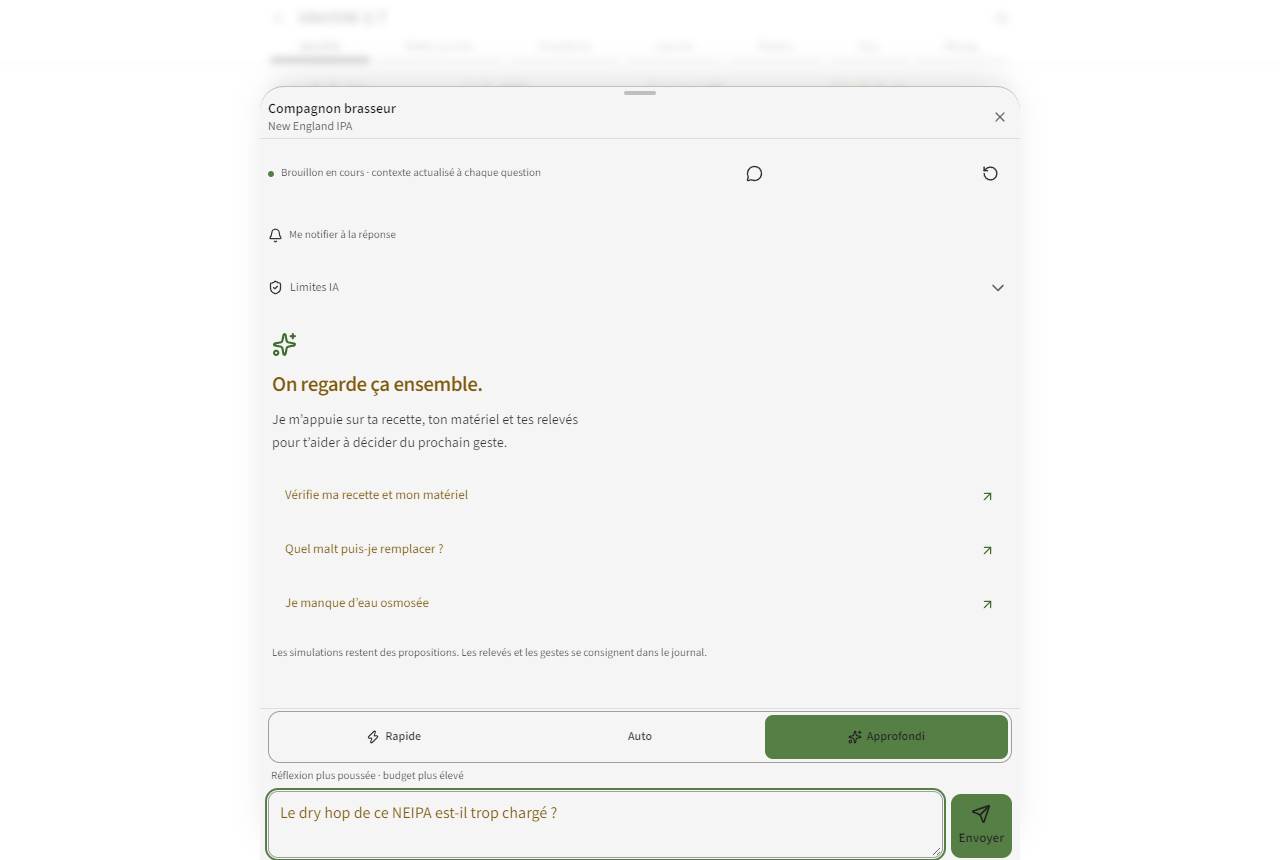 Compagnon brasseur
New England IPA
Brouillon en cours · contexte actualisé à chaque question
Me notifier à la réponse
Limites IA
On regarde ça ensemble.
Je m’appuie sur ta recette, ton matériel et tes relevés
pour t’aider à décider du prochain geste.
Vérifie ma recette et mon matériel
Quel malt puis-je remplacer ?
Je manque d’eau osmosée
Les simulations restent des propositions. Les relevés et les gestes se consignent dans le journal.
Rapide
Auto
Approfondi
Réflexion plus poussée · budget plus élevé
Le dry hop de ce NEIPA est-il trop chargé ?
Envoyer